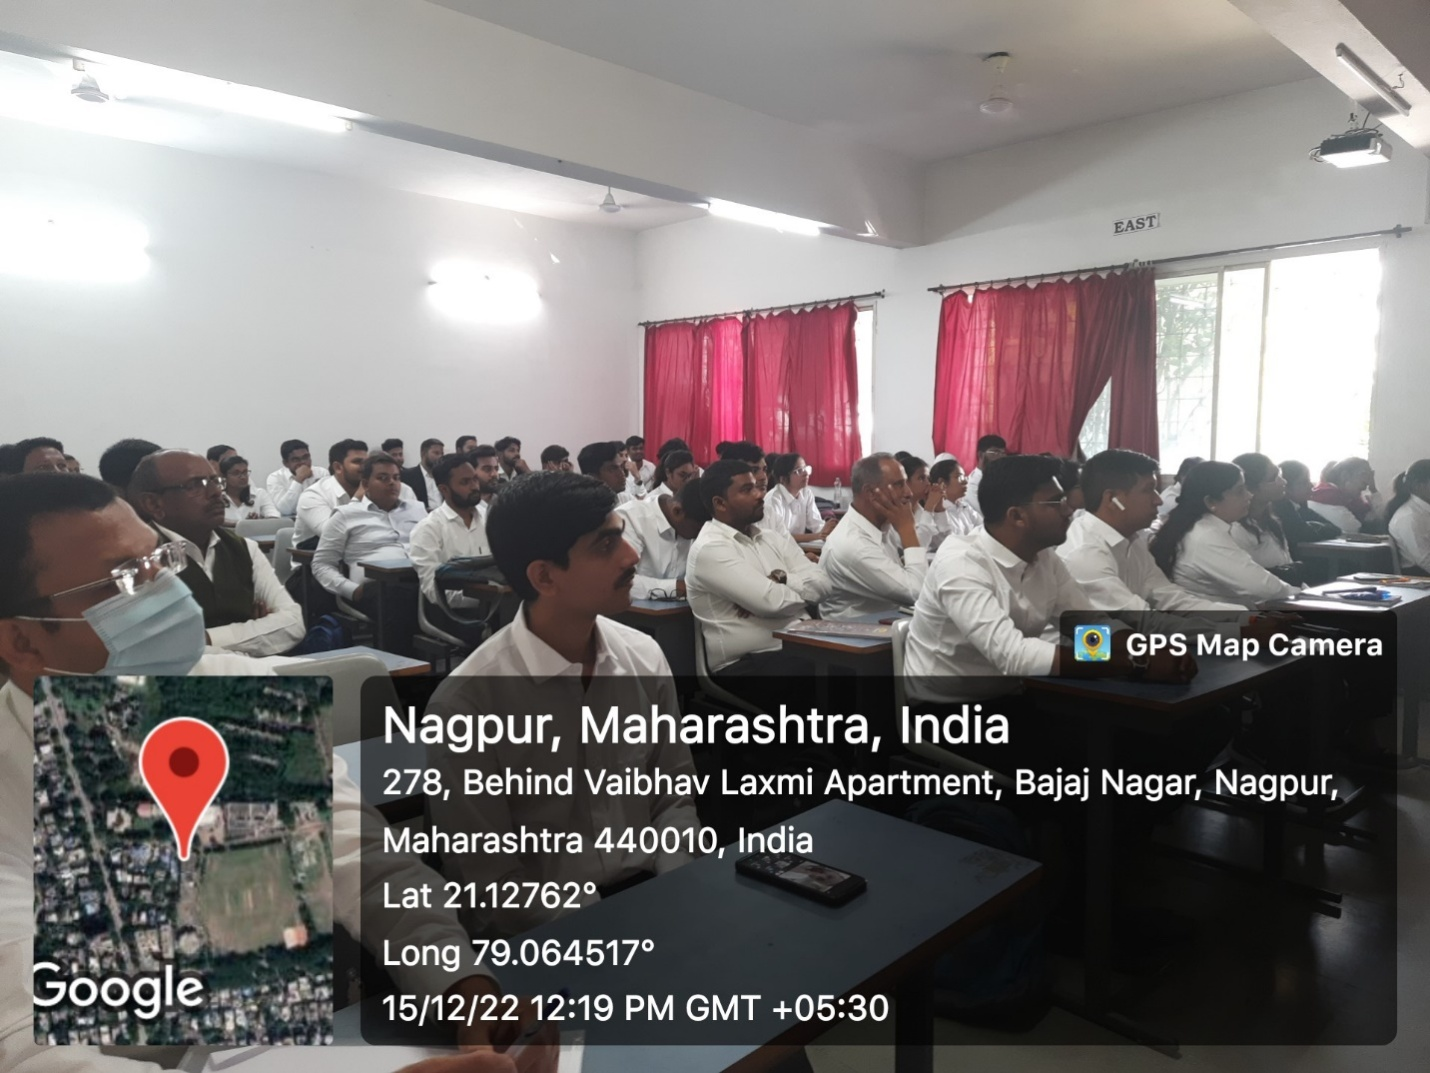 EAST
GPS Map Camera
Nagpur, Maharashtra, India
278, Behind Vaibhav Laxmi Apartment, Bajaj Nagar, Nagpur,
Maharashtra 440010, India
Lat 21.12762°
Long 79.064517°
15/12/22 12:19 PM GMT +05:30
Google